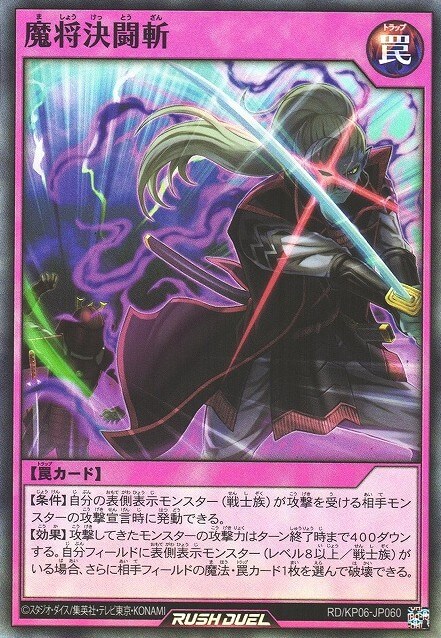 魔将決闘斬
トラップ
罠
【罠カード】
【条件】自分の表側表示モンスター(戦士族)が攻撃を受ける相手モン
スターの攻撃宣言時に発動できる。
【効果】攻撃してきたモンスターの攻撃力はターン終了時まで400ダウン
する。自分フィールドに表側表示モンスター(レベル8以上/戦士族)が
いる場合、さらに相手フィールドの魔法・罠カード1枚を選んで破壊できる。
©スタジオ・ダイス/集英社・テレビ東京・KONAMI
RUSH DUEL
RD/KP06-JP060